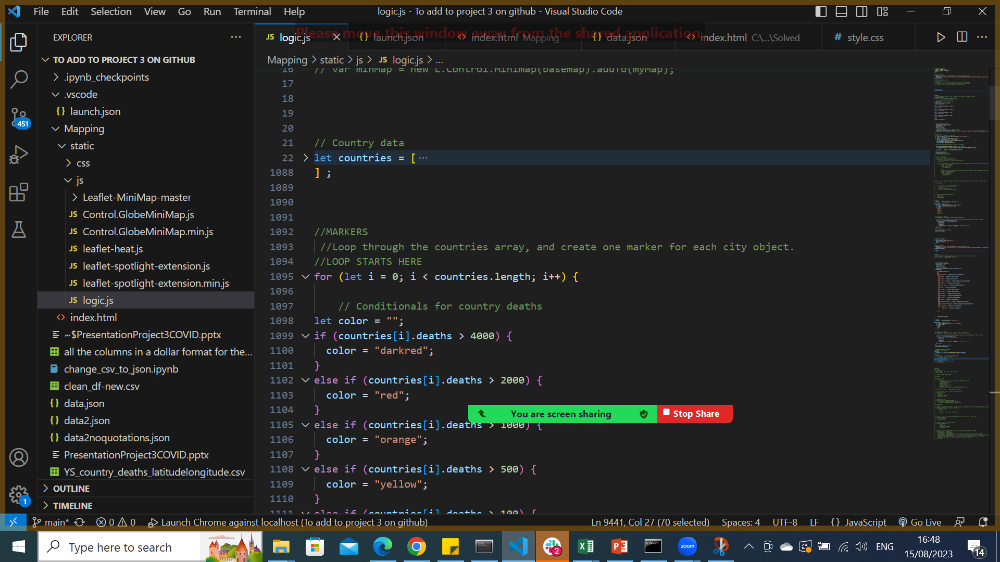 File Edit Selection View Go Run Terminal Help
logic.js - To add to project 3 on github - Visual Studio Code
Please move this window away from the shared application
EXPLORER
JS logic.js
{} launch.json
<> index.html Mapping
{} data.json
<> index.html C:\...\Solved
# style.css
Mapping > static > js > JS logic.js > ...
TO ADD TO PROJECT 3 ON GITHUB
.ipynb_checkpoints
.vscode
{} launch.json
Mapping
static
css
js
Leaflet-MiniMap-master
JS Control.GlobeMiniMap.js
JS Control.GlobeMiniMap.min.js
JS leaflet-heat.js
JS leaflet-spotlight-extension.js
JS leaflet-spotlight-extension.min.js
JS logic.js
<> index.html
~$PresentationProject3COVID.pptx
all the columns in a dollar format for the...
change_csv_to_json.ipynb
clean_df-new.csv
{} data.json
{} data2.json
{} data2noquotations.json
PresentationProject3COVID.pptx
YS_country_deaths_latitudelongitude.csv
OUTLINE
TIMELINE
451
1
16 // var minMap = new L.Control.Minimap(basemap).addTo(myMap);
17
18
19
20
21 // Country data
22 let countries = [...
1088 ] ;
1089
1090
1091
1092 //MARKERS
1093 //Loop through the countries array, and create one marker for each city object.
1094 //LOOP STARTS HERE
1095 for (let i = 0; i < countries.length; i++) {
1096
1097 // Conditionals for country deaths
1098 let color = "";
1099 if (countries[i].deaths > 4000) {
1100 color = "darkred";
1101 }
1102 else if (countries[i].deaths > 2000) {
1103 color = "red";
1104 }
1105 else if (countries[i].deaths > 1000) {
1106 color = "orange";
1107 }
1108 else if (countries[i].deaths > 500) {
1109 color = "yellow";
1110 }
1111 else if (countries[i].deaths > 100) {
You are screen sharing
Stop Share
main* 0 0 Launch Chrome against localhost (To add to project 3 on github)
Ln 9441, Col 27 (70 selected) Spaces: 4 UTF-8 LF {} JavaScript Go Live
Type here to search
2
zoom
ENG
16:48
15/08/2023
14